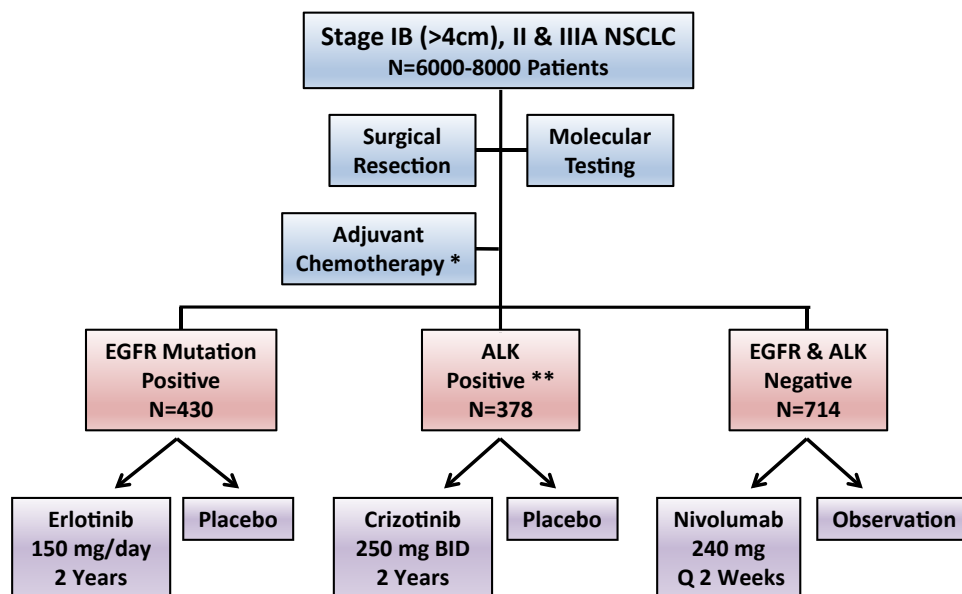 Stage IB (>4cm), II & IIIA NSCLC
N=6000-8000 Patients
Surgical
Resection
Molecular
Testing
Adjuvant
Chemotherapy *
EGFR Mutation
Positive
N=430
ALK
Positive **
N=378
EGFR & ALK
Negative
N=714
Erlotinib
150 mg/day
2 Years
Placebo
Crizotinib
250 mg BID
2 Years
Placebo
Nivolumab
240 mg
Q 2 Weeks
Observation